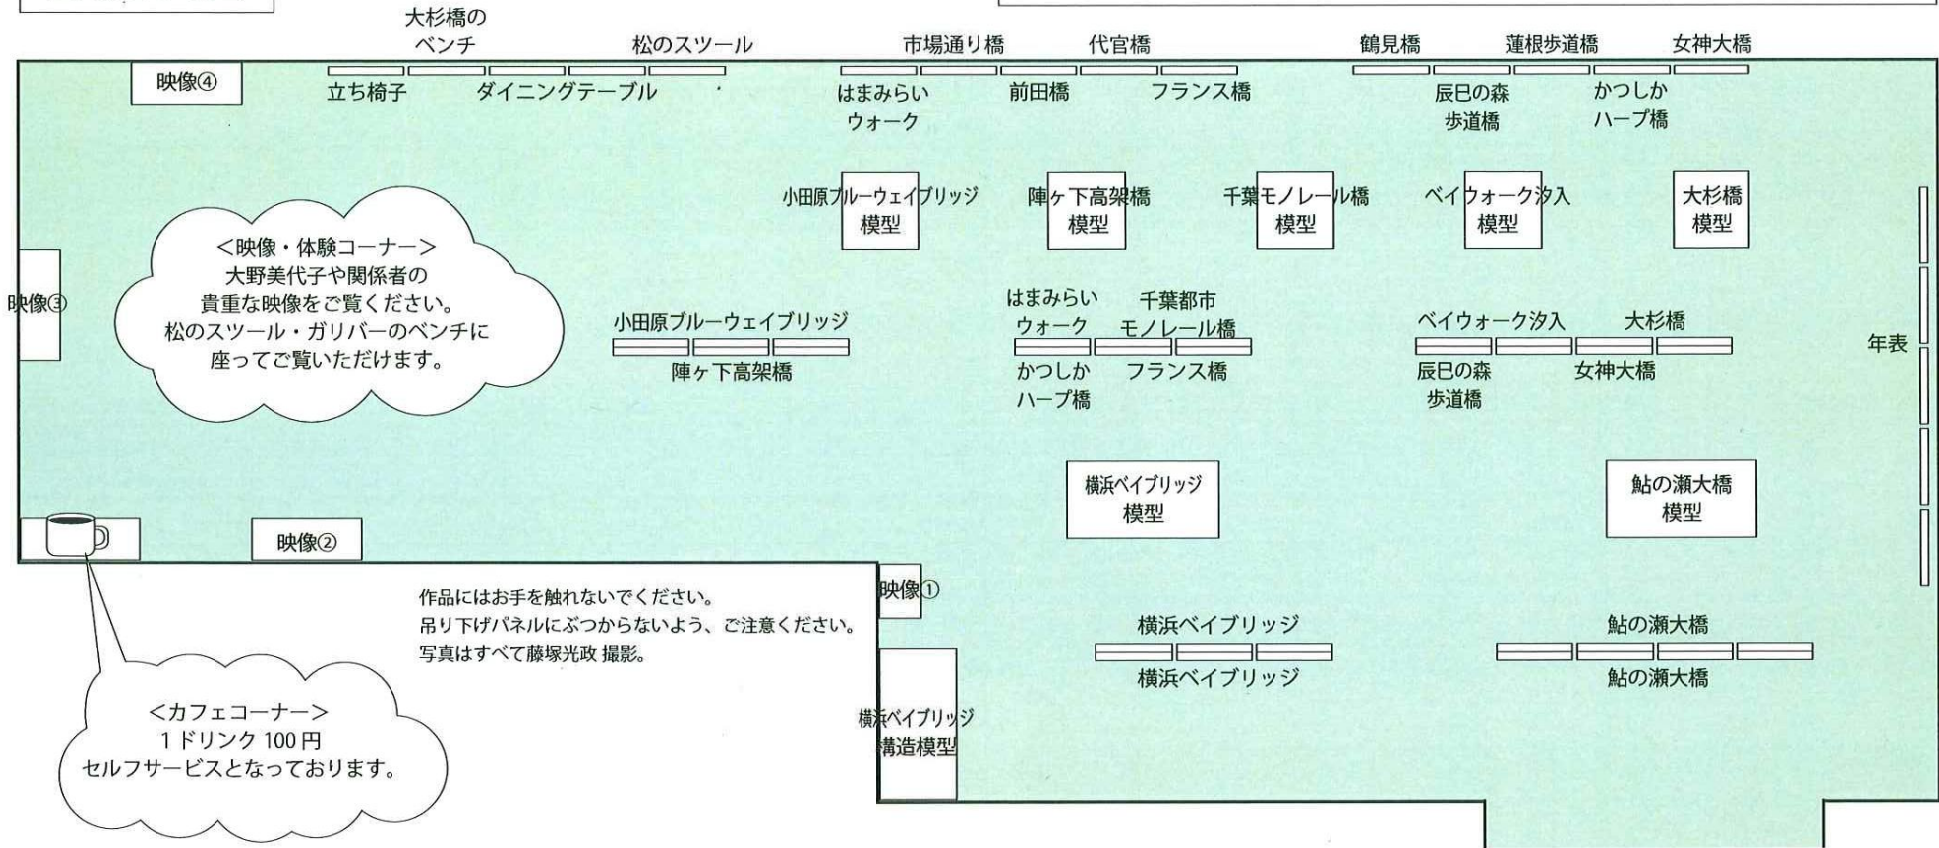 大杉橋の
ベンチ
松のスツール
市場通り橋
代官橋
鶴見橋
蓮根歩道橋
女神大橋
映像④
立ち椅子
ダイニングテーブル
はまみらい
ウォーク
前田橋
フランス橋
辰巳の森
歩道橋
かつしか
ハープ橋
小田原ブルーウェイブリッジ
模型
陣ヶ下高架橋
模型
千葉モノレール橋
模型
ベイウォーク汐入
模型
大杉橋
模型
<映像・体験コーナー>
大野美代子や関係者の
貴重な映像をご覧ください。
松のスツール・ガリバーのベンチに
座ってご覧いただけます。
映像③
小田原ブルーウェイブリッジ
陣ヶ下高架橋
はまみらい
ウォーク
千葉都市
モノレール橋
かつしか
ハープ橋
フランス橋
ベイウォーク汐入
大杉橋
辰巳の森
歩道橋
女神大橋
年表
横浜ベイブリッジ
模型
鮎の瀬大橋
模型
映像②
映像①
作品にはお手を触れないでください。
吊り下げパネルにぶつからないよう、ご注意ください。
写真はすべて藤塚光政 撮影。
横浜ベイブリッジ
横浜ベイブリッジ
鮎の瀬大橋
鮎の瀬大橋
横浜ベイブリッジ
構造模型
<カフェコーナー>
1 ドリンク 100 円
セルフサービスとなっております。